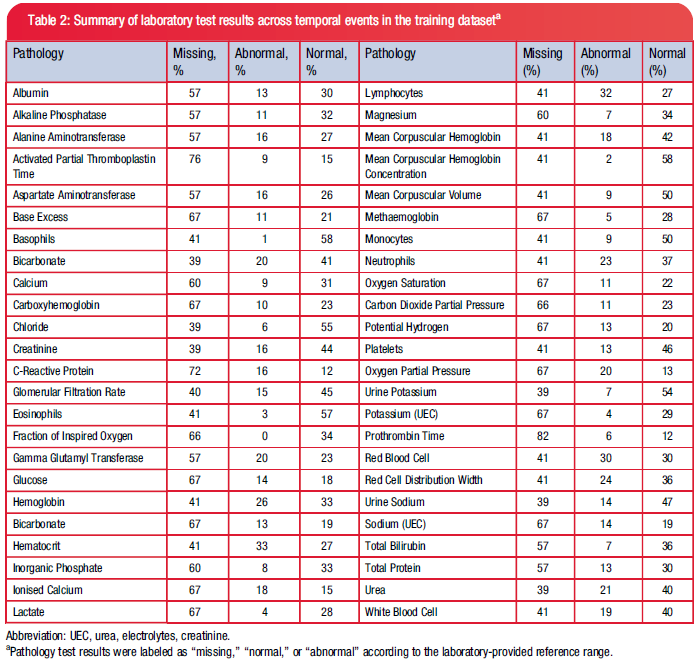 Table 2: Summary of laboratory test results across temporal events in the training dataset^a
Pathology Missing, % Abnormal, % Normal, % Pathology Missing (%) Abnormal (%) Normal (%)
Albumin 57 13 30 Lymphocytes 41 32 27
Alkaline Phosphatase 57 11 32 Magnesium 60 7 34
Alanine Aminotransferase 57 16 27 Mean Corpuscular Hemoglobin 41 18 42
Activated Partial Thromboplastin Time 76 9 15 Mean Corpuscular Hemoglobin Concentration 41 2 58
Aspartate Aminotransferase 57 16 26 Mean Corpuscular Volume 41 9 50
Base Excess 67 11 21 Methaemoglobin 67 5 28
Basophils 41 1 58 Monocytes 41 9 50
Bicarbonate 39 20 41 Neutrophils 41 23 37
Calcium 60 9 31 Oxygen Saturation 67 11 22
Carboxyhemoglobin 67 10 23 Carbon Dioxide Partial Pressure 66 11 23
Chloride 39 6 55 Potential Hydrogen 67 13 20
Creatinine 39 16 44 Platelets 41 13 46
C-Reactive Protein 72 16 12 Oxygen Partial Pressure 67 20 13
Glomerular Filtration Rate 40 15 45 Urine Potassium 39 7 54
Eosinophils 41 3 57 Potassium (UEC) 67 4 29
Fraction of Inspired Oxygen 66 0 34 Prothrombin Time 82 6 12
Gamma Glutamyl Transferase 57 20 23 Red Blood Cell 41 30 30
Glucose 67 14 18 Red Cell Distribution Width 41 24 36
Hemoglobin 41 26 33 Urine Sodium 39 14 47
Bicarbonate 67 13 19 Sodium (UEC) 67 14 19
Hematocrit 41 33 27 Total Bilirubin 57 7 36
Inorganic Phosphate 60 8 33 Total Protein 57 13 30
Ionised Calcium 67 18 15 Urea 39 21 40
Lactate 67 4 28 White Blood Cell 41 19 40
Abbreviation: UEC, urea, electrolytes, creatinine.
^aPathology test results were labeled as “missing,” “normal,” or “abnormal” according to the laboratory-provided reference range.